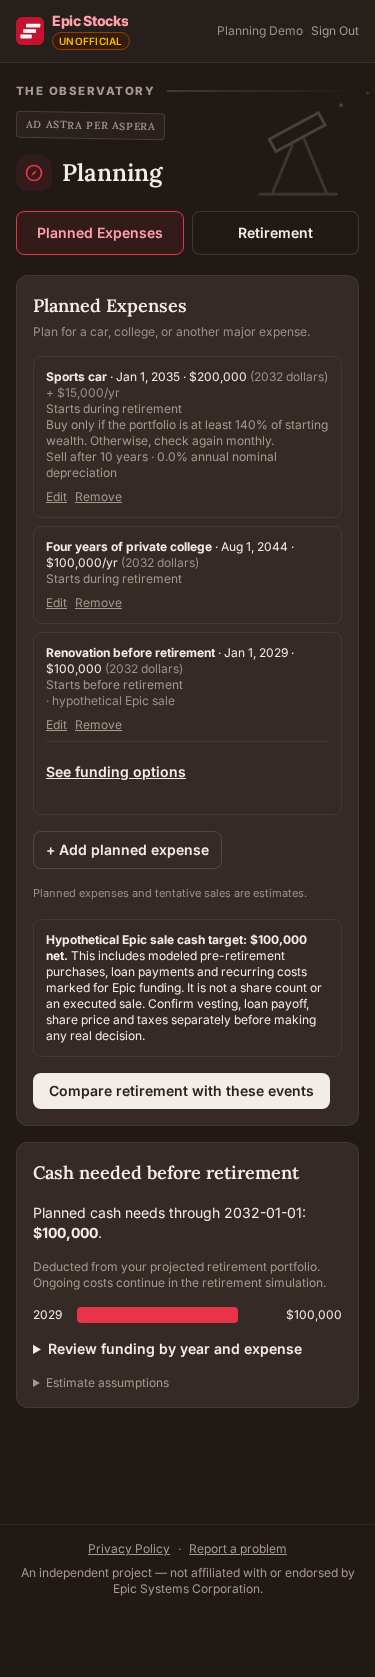 Epic Stocks
UNOFFICIAL
Planning Demo Sign Out
THE OBSERVATORY
AD ASTRA PER ASPERA
Planning
Planned Expenses
Retirement
Planned Expenses
Plan for a car, college, or another major expense.
Sports car · Jan 1, 2035 · $200,000 (2032 dollars)
+ $15,000/yr
Starts during retirement
Buy only if the portfolio is at least 140% of starting
wealth. Otherwise, check again monthly.
Sell after 10 years · 0.0% annual nominal
depreciation
Edit Remove
Four years of private college · Aug 1, 2044 ·
$100,000/yr (2032 dollars)
Starts during retirement
Edit Remove
Renovation before retirement · Jan 1, 2029 ·
$100,000 (2032 dollars)
Starts before retirement
· hypothetical Epic sale
Edit Remove
See funding options
+ Add planned expense
Planned expenses and tentative sales are estimates.
Hypothetical Epic sale cash target: $100,000
net. This includes modeled pre-retirement
purchases, loan payments and recurring costs
marked for Epic funding. It is not a share count or
an executed sale. Confirm vesting, loan payoff,
share price and taxes separately before making
any real decision.
Compare retirement with these events
Cash needed before retirement
Planned cash needs through 2032-01-01:
$100,000.
Deducted from your projected retirement portfolio.
Ongoing costs continue in the retirement simulation.
2029 $100,000
Review funding by year and expense
Estimate assumptions
Privacy Policy · Report a problem
An independent project — not affiliated with or endorsed by
Epic Systems Corporation.